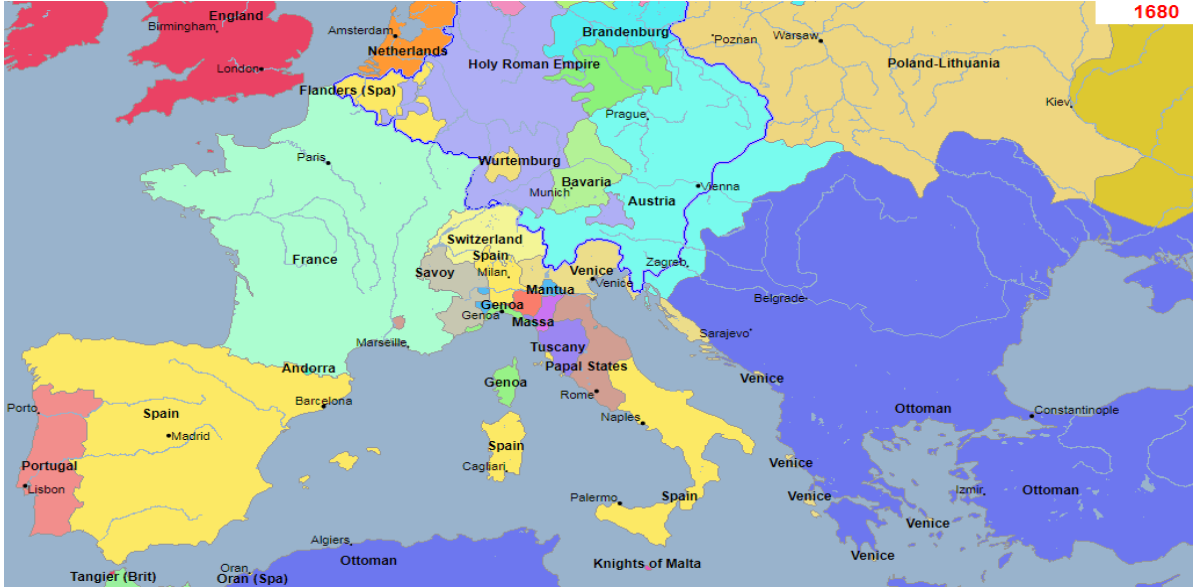 1680
England
Birmingham
Amsterdam
Netherlands
Brandenburg
Holy Roman Empire
Poznan
Warsaw
Poland-Lithuania
London
Flanders (Spa)
Kiev
Prague
Paris
Wurtemburg
Bavaria
Munich
Vienna
Austria
Switzerland
France
Spain
Savoy
Milan
Venice
Venice
Zagreb
Mantua
Belgrade
Genoa
Genoa
Massa
Sarajevo
Marseille
Tuscany
Andorra
Papal States
Venice
Genoa
Rome
Barcelona
Porto
Spain
Naples
Ottoman
Constantinople
Madrid
Spain
Portugal
Cagliari
Venice
Lisbon
Palermo
Spain
Venice
Izmir
Ottoman
Venice
Algiers
Ottoman
Venice
Knights of Malta
Oran
Tangier (Brit)
Oran (Spa)